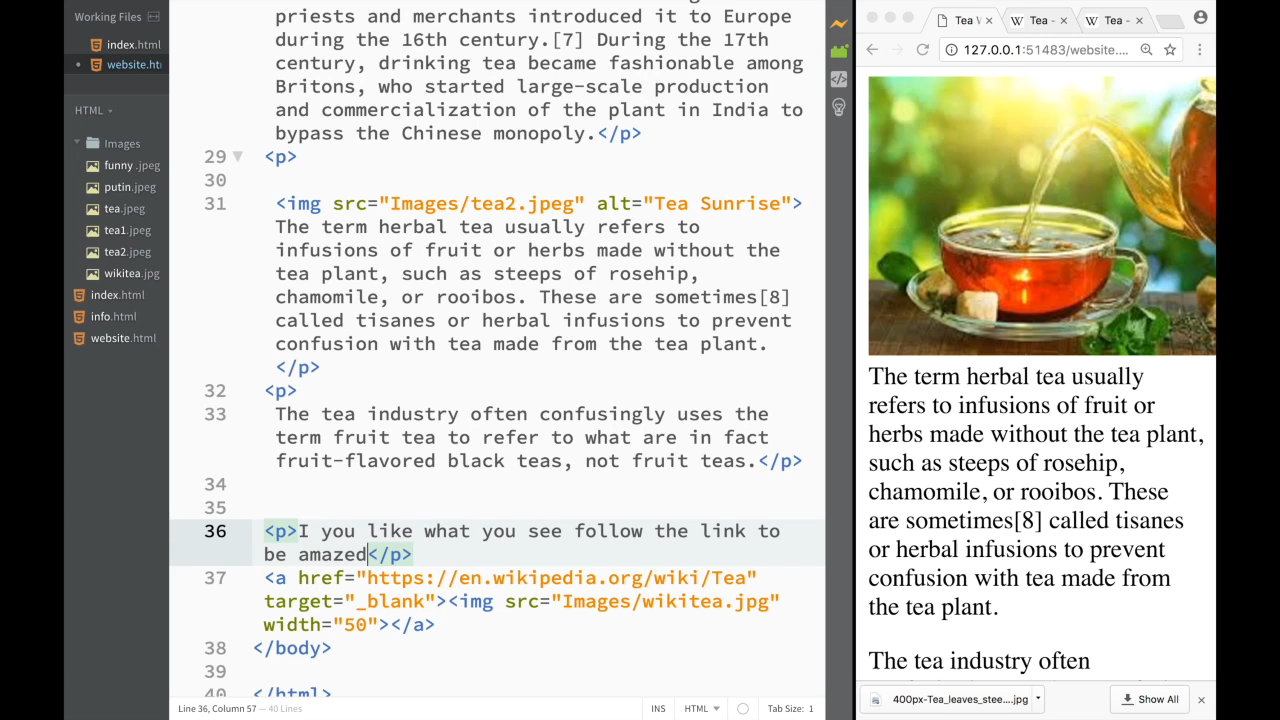 Working Files
index.html
website.ht
HTML
Images
funny .jpeg
putin.jpeg
tea.jpeg
tea1.jpeg
tea2.jpeg
wikitea.jpg
index.html
info.html
website.html
priests and merchants introduced it to Europe
during the 16th century.[7] During the 17th
century, drinking tea became fashionable among
Britons, who started large-scale production
and commercialization of the plant in India to
bypass the Chinese monopoly.</p>
29 <p>
30
31 <img src="Images/tea2.jpeg" alt="Tea Sunrise">
The term herbal tea usually refers to
infusions of fruit or herbs made without the
tea plant, such as steeps of rosehip,
chamomile, or rooibos. These are sometimes[8]
called tisanes or herbal infusions to prevent
confusion with tea made from the tea plant.
</p>
32 <p>
33 The tea industry often confusingly uses the
term fruit tea to refer to what are in fact
fruit-flavored black teas, not fruit teas.</p>
34
35
36 <p>I you like what you see follow the link to
be amazed</p>
37 <a href="https://en.wikipedia.org/wiki/Tea"
target="_blank"><img src="Images/wikitea.jpg"
width="50"></a>
38 </body>
39
40 </html>
Line 36, Column 57 — 40 Lines
INS HTML Tab Size: 1
Tea W Tea - Tea -
127.0.0.1:51483/website....
The term herbal tea usually
refers to infusions of fruit or
herbs made without the tea plant,
such as steeps of rosehip,
chamomile, or rooibos. These
are sometimes[8] called tisanes
or herbal infusions to prevent
confusion with tea made from
the tea plant.
The tea industry often
400px-Tea_leaves_stee....jpg Show All